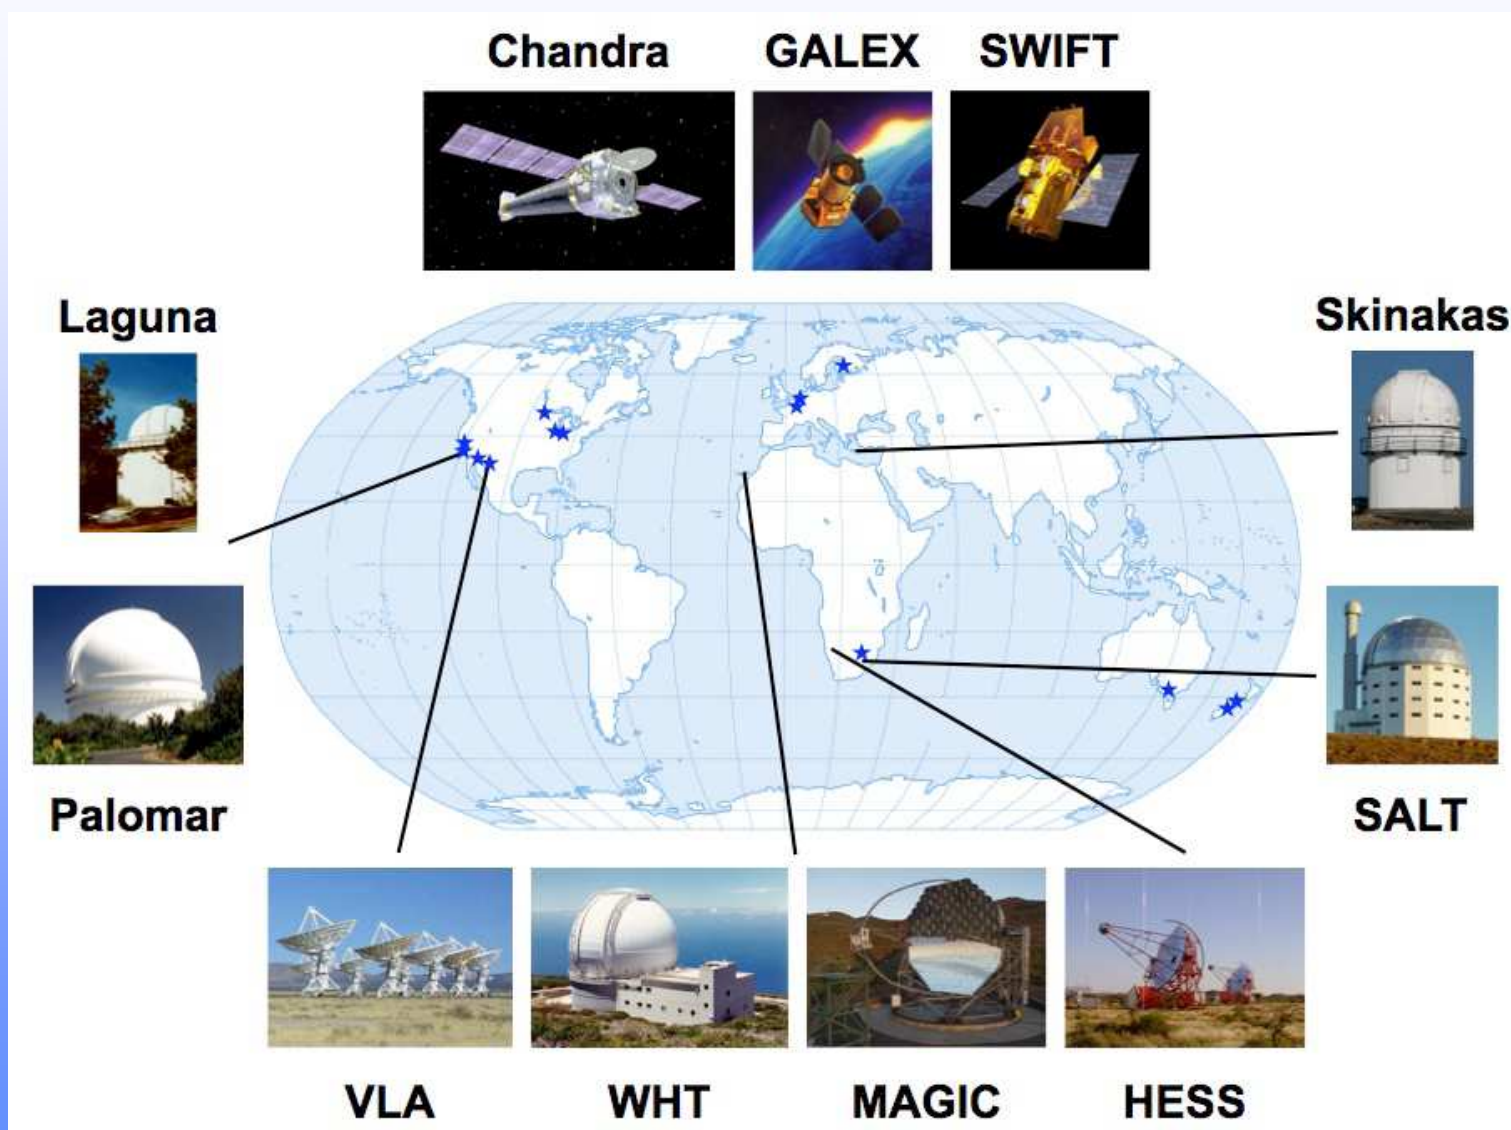 Chandra GALEX SWIFT
Laguna
Skinakas
Palomar
SALT
VLA WHT MAGIC HESS